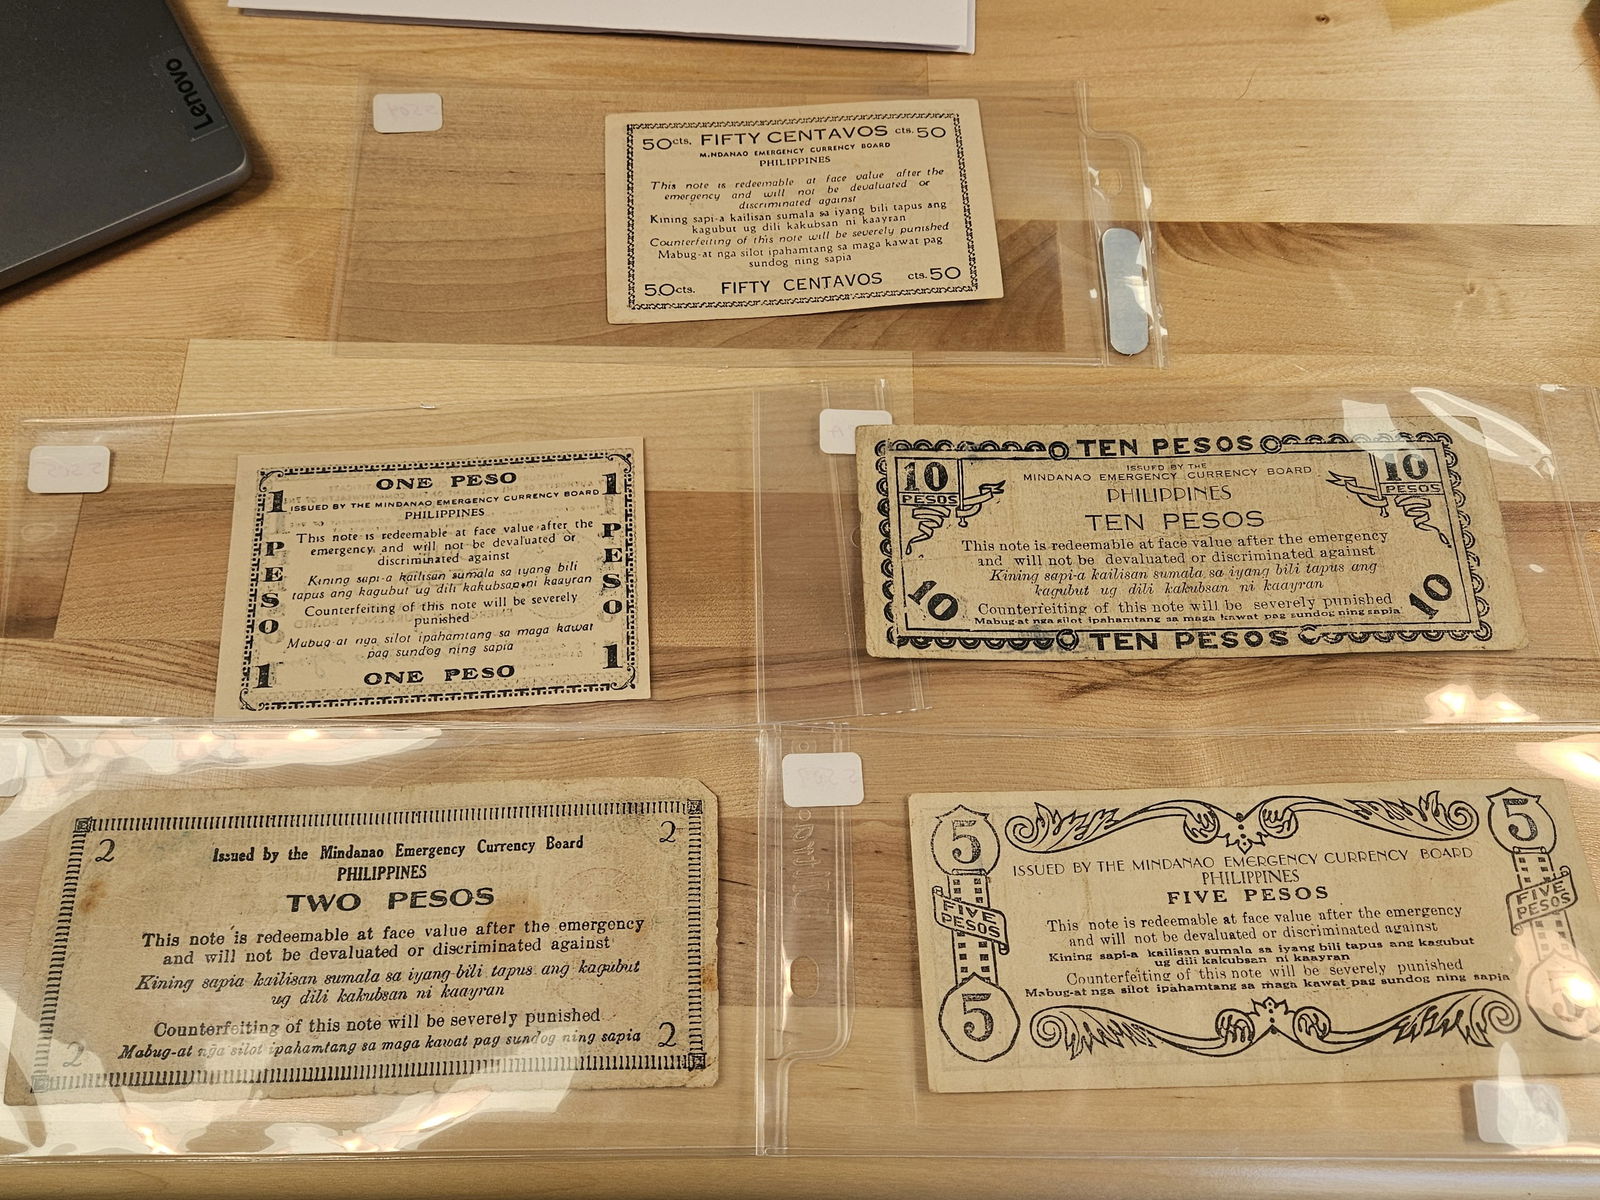 Lenovo
50cts. FIFTY CENTAVOS cts. 50
MINDANAO EMERGENCY CURRENCY BOARD
PHILIPPINES
This note is redeemable at face value after the
emergency and will not be devaluated or
discriminated against
Kining sapi-a kailisan sumala sa iyang bili tapus ang
kagubut ug dili kakubsan ni kaayran
Counterfeiting of this note will be severely punished
Mabug-at nga silot ipahamtang sa maga kawat pag
sundog ning sapia
50cts. FIFTY CENTAVOS cts. 50
1 ONE PESO 1
ISSUED BY THE MINDANAO EMERGENCY CURRENCY BOARD
PHILIPPINES
This note is redeemable at face value after the
emergency and will not be devaluated or
discriminated against
Kining sapi-a kailisan sumala sa iyang bili
tapus ang kagubut ug dili kakubsan ni kaayran
Counterfeiting of this note will be severely
punished
Mabug-at nga silot ipahamtang sa maga kawat
pag sundog ning sapia
PESO
PESO
1 ONE PESO 1
TEN PESOS
10 PESOS
10 PESOS
ISSUED BY THE
MINDANAO EMERGENCY CURRENCY BOARD
PHILIPPINES
TEN PESOS
This note is redeemable at face value after the emergency
and will not be devaluated or discriminated against
Kining sapi-a kailisan sumala sa iyang bili tapus ang
kagubut ug dili kakubsan ni kaayran
10 10
Counterfeiting of this note will be severely punished
Mabug-at nga silot ipahamtang sa maga kawat pag sundog ning sapia
TEN PESOS
2 2
Issued by the Mindanao Emergency Currency Board
PHILIPPINES
TWO PESOS
This note is redeemable at face value after the emergency
and will not be devaluated or discriminated against
Kining sapia kailisan sumala sa iyang bili tapus ang kagubut
ug dili kakubsan ni kaayran
Counterfeiting of this note will be severely punished
Mabug-at nga silot ipahamtang sa maga kawat pag sundog ning sapia
2 2
5 5
ISSUED BY THE MINDANAO EMERGENCY CURRENCY BOARD
PHILIPPINES
FIVE PESOS
FIVE PESOS
FIVE PESOS
This note is redeemable at face value after the emergency
and will not be devaluated or discriminated against
Kining sapi-a kailisan sumala sa iyang bili tapus ang kagubut
ug dili kakubsan ni kaayran
Counterfeiting of this note will be severely punished
Mabug-at nga silot ipahamtang sa maga kawat pag sundog ning sapia
5 5